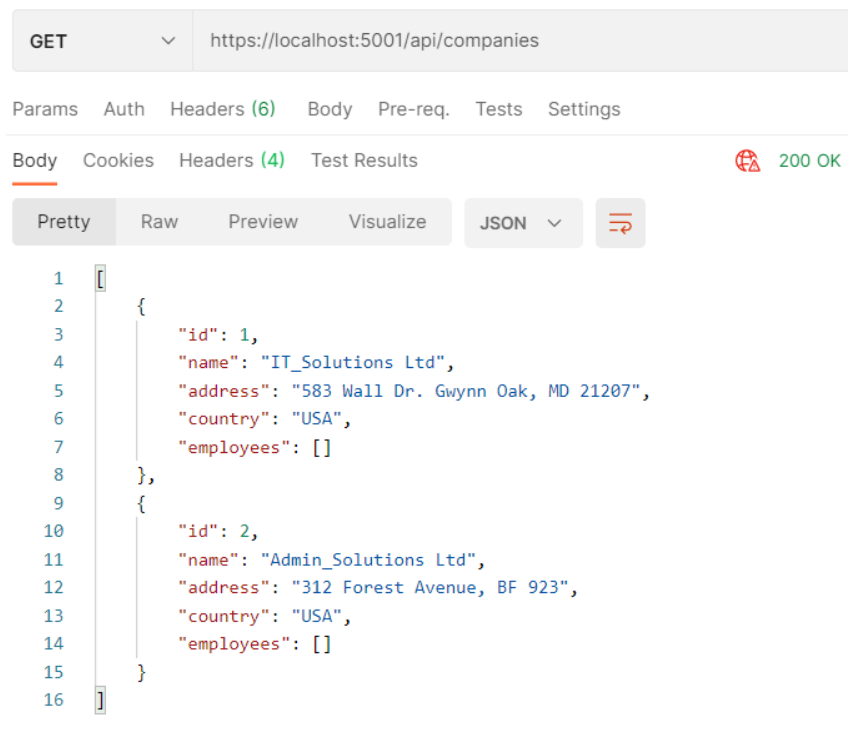 GET https://localhost:5001/api/companies
Params Auth Headers (6) Body Pre-req. Tests Settings
Body Cookies Headers (4) Test Results 200 OK
Pretty Raw Preview Visualize JSON
1 [
2 {
3 "id": 1,
4 "name": "IT_Solutions Ltd",
5 "address": "583 Wall Dr. Gwynn Oak, MD 21207",
6 "country": "USA",
7 "employees": []
8 },
9 {
10 "id": 2,
11 "name": "Admin_Solutions Ltd",
12 "address": "312 Forest Avenue, BF 923",
13 "country": "USA",
14 "employees": []
15 }
16 ]